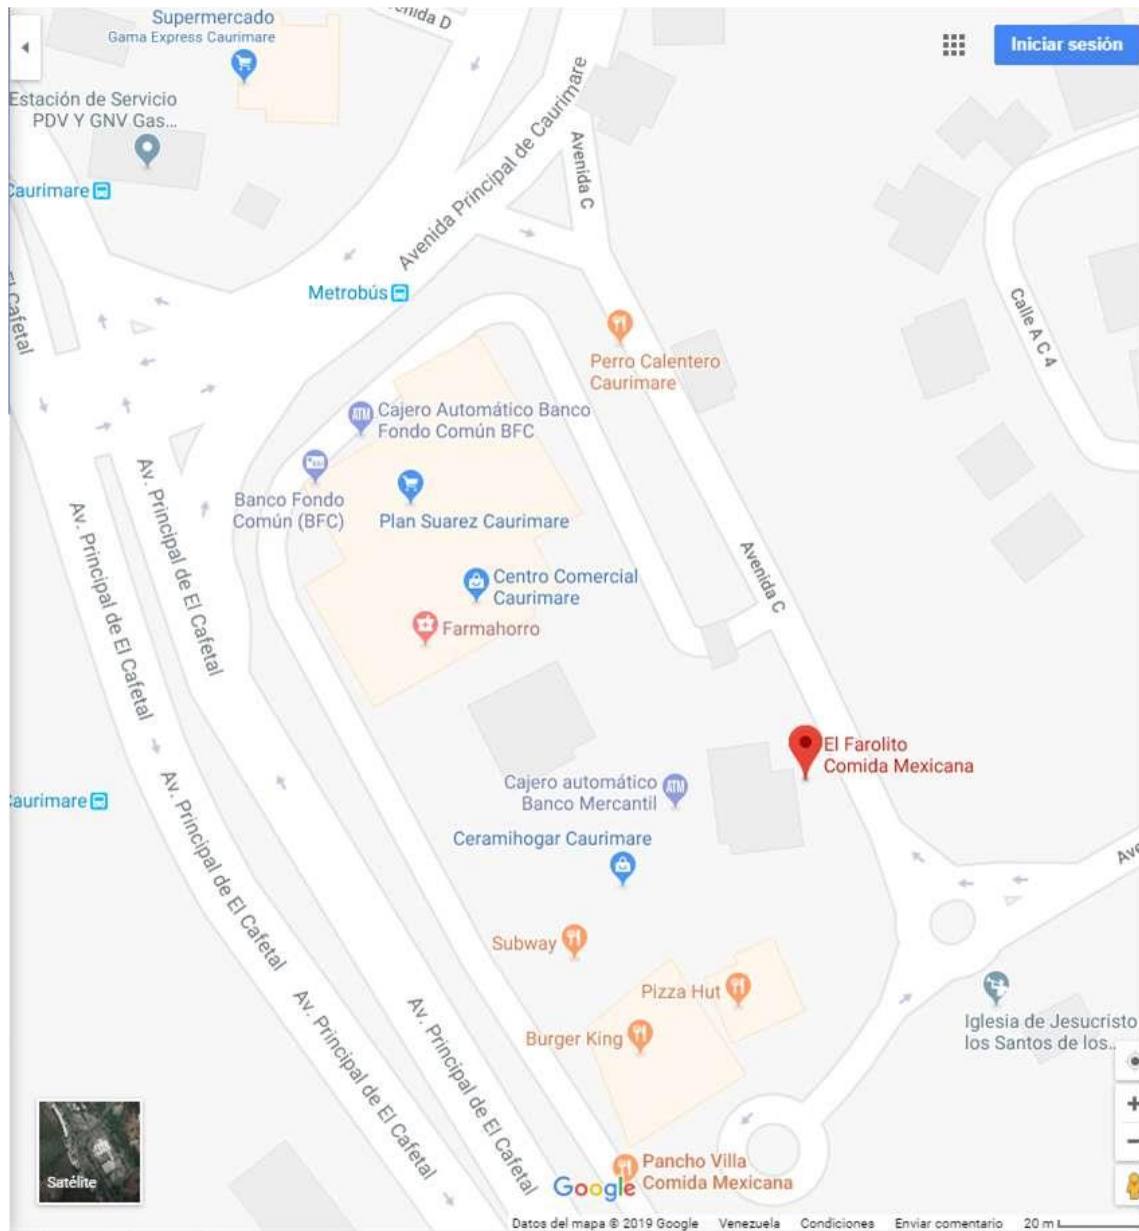 Supermercado
Gama Express Caurimare
Avenida D
Iniciar sesión
Estación de Servicio
PDV Y GNV Gas...
Avenida Principal de Caurimare
Avenida C
Caurimare
El Cafetal
Metrobús
Calle A C 4
Perro Calentero
Caurimare
ATM
Cajero Automático Banco
Fondo Común BFC
Banco Fondo
Común (BFC)
Plan Suarez Caurimare
Av. Principal de El Cafetal
Av. Principal de El Cafetal
Avenida C
Centro Comercial
Caurimare
Farmahorro
El Farolito
Comida Mexicana
Cajero automático
Banco Mercantil
ATM
Caurimare
Av. Principal de El Cafetal
Ceramihogar Caurimare
Ave
Subway
Pizza Hut
Burger King
Iglesia de Jesucristo
los Santos de los...
Av. Principal de El Cafetal
Av. Principal de El Cafetal
Satélite
Google
Pancho Villa
Comida Mexicana
Datos del mapa © 2019 Google Venezuela Condiciones Enviar comentario 20 m